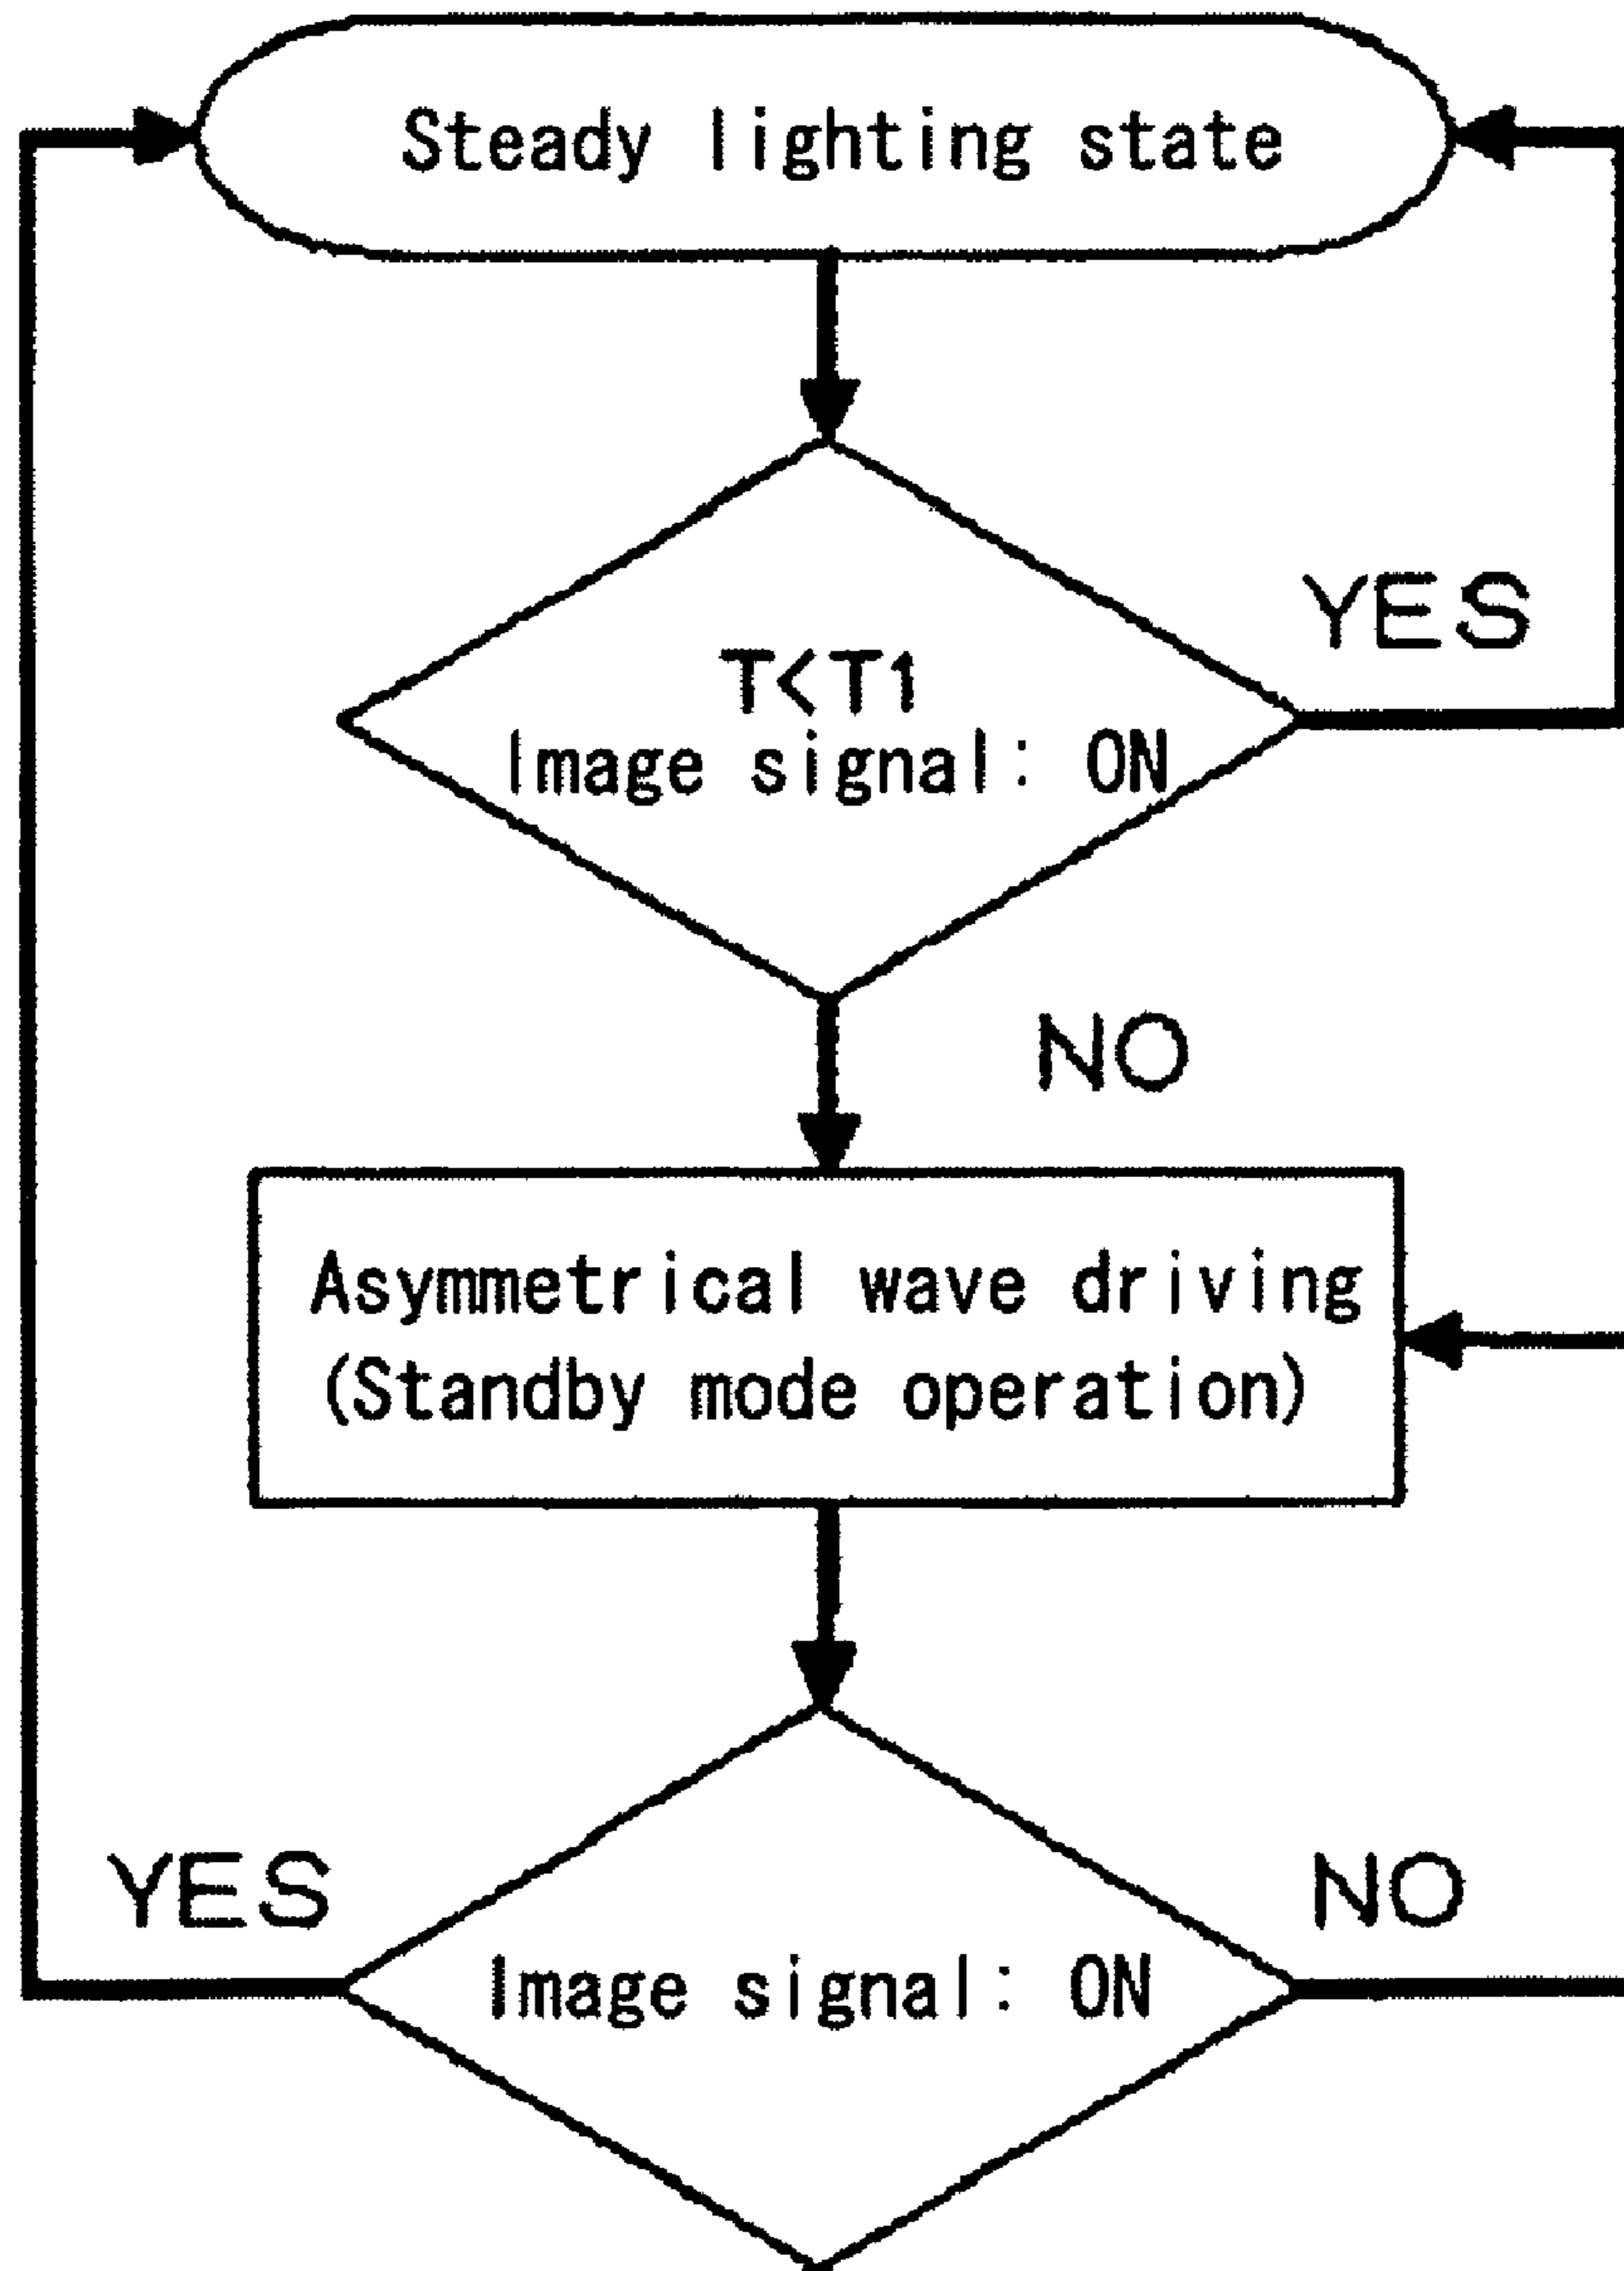 Steady lighting state
YES
T<T1
Image signal: ON
NO
Asymmetrical wave driving
(Standby mode operation)
YES
NO
Image signal: ON